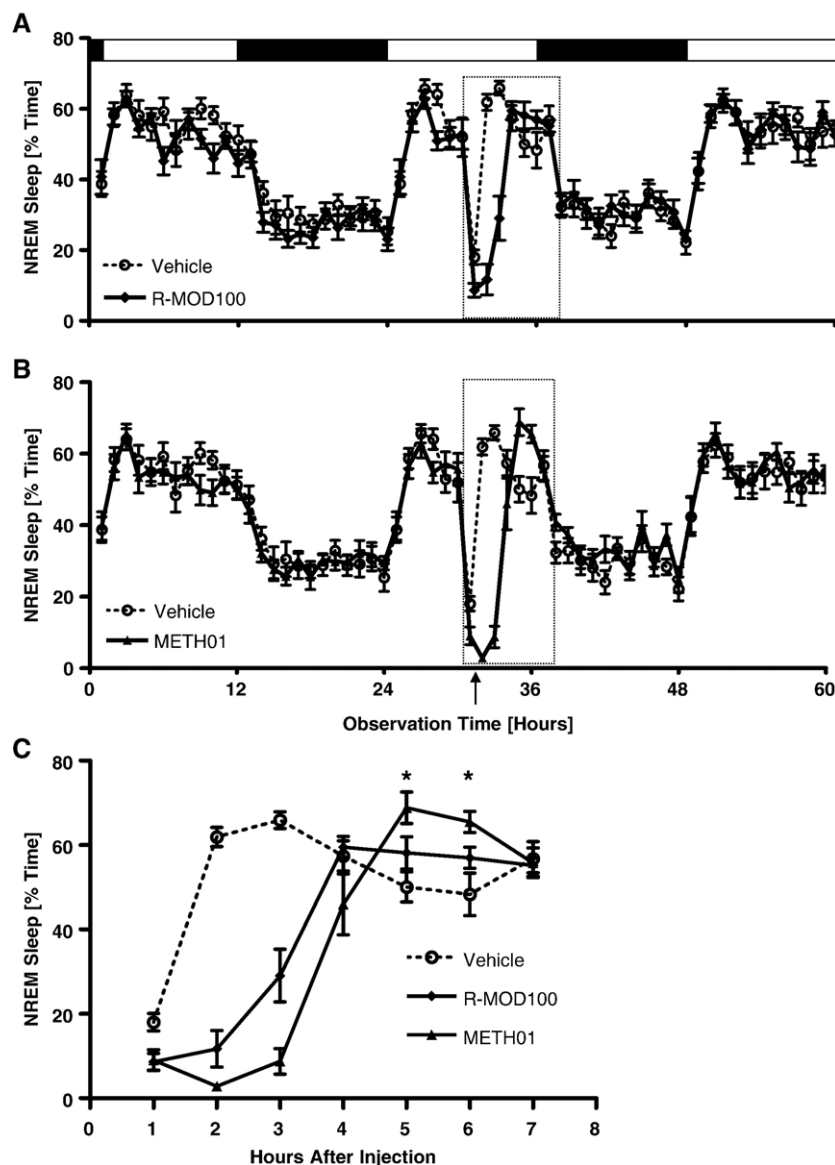 A
80
60
40
20
0
NREM Sleep [% Time]
Vehicle
R-MOD100
B
80
60
40
20
0
NREM Sleep [% Time]
Vehicle
METH01
0 12 24 36 48 60
Observation Time [Hours]
C
80
60
40
20
0
NREM Sleep [% Time]
* *
Vehicle
R-MOD100
METH01
0 1 2 3 4 5 6 7 8
Hours After Injection